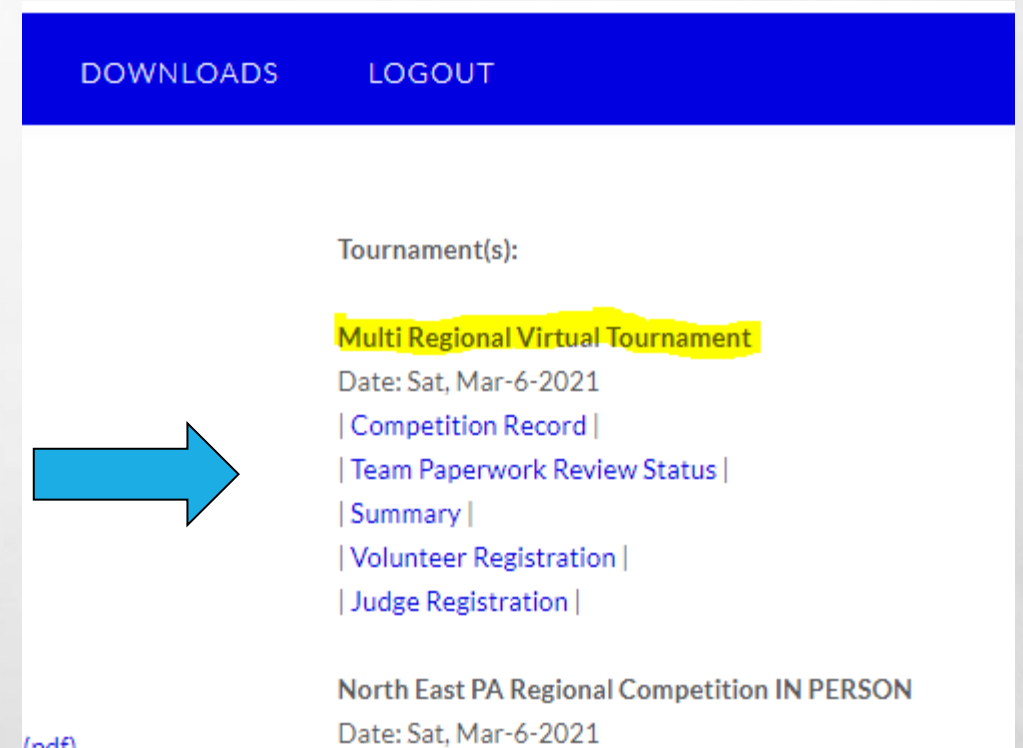 DOWNLOADS LOGOUT
Tournament(s):
Multi Regional Virtual Tournament
Date: Sat, Mar-6-2021
| Competition Record |
| Team Paperwork Review Status |
| Summary |
| Volunteer Registration |
| Judge Registration |
North East PA Regional Competition IN PERSON
Date: Sat, Mar-6-2021
(pdf)